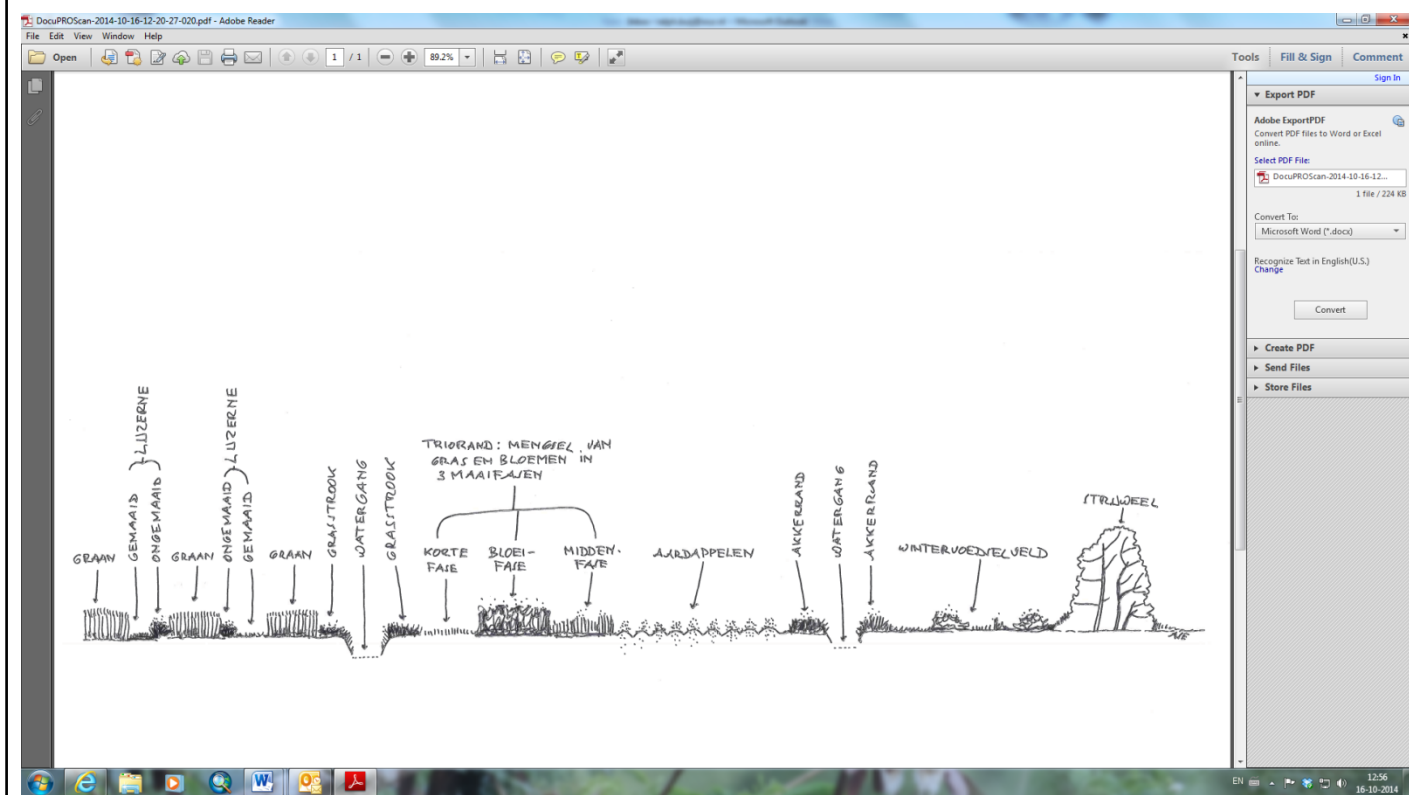 DocuPROScan-2014-10-16-12-20-27-020.pdf - Adobe Reader
File Edit View Window Help
Open 1 / 1 89.2% Tools Fill & Sign Comment
Sign In
Export PDF
Adobe ExportPDF
Convert PDF files to Word or Excel
online.
Select PDF File:
DocuPROScan-2014-10-16-12...
1 file / 224 KB
Convert To:
Microsoft Word (*.docx)
Recognize Text in English(U.S.)
Change
Convert
Create PDF
Send Files
Store Files
GRAAN
GEMAAID
ONGEMAAID
LUZERNE
GRAAN
ONGEMAAID
GEMAAID
LUZERNE
GRAAN
GRASSTROOK
WATERGANG
GRASSTROOK
TRIORAND: MENGSEL VAN
GRAS EN BLOEMEN IN
3 MAAIFASEN
KORTE
FASE
BLOEI-
FASE
MIDDEN-
FASE
AARDAPPELEN
AKKERRAND
WATERGANG
AKKERRAND
WINTERVOEDSELVELD
STRUWEEL
EN 12:56
16-10-2014